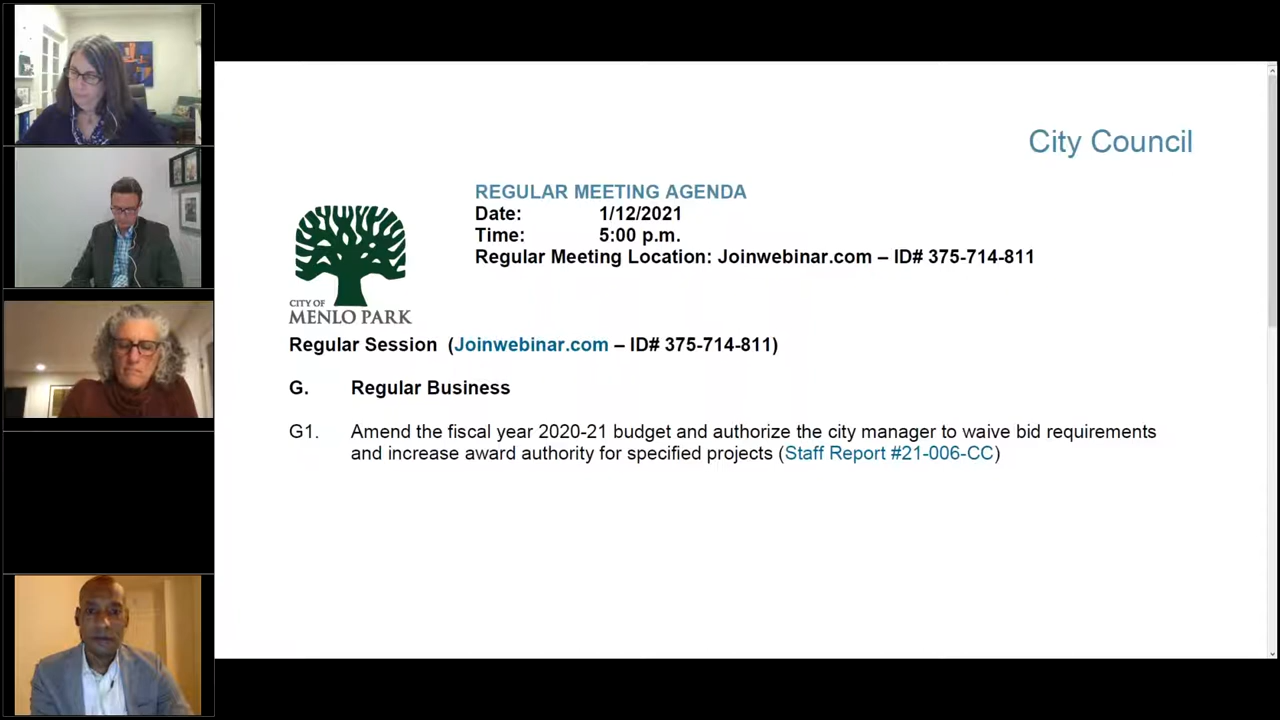 City Council
REGULAR MEETING AGENDA
Date: 1/12/2021
Time: 5:00 p.m.
Regular Meeting Location: Joinwebinar.com – ID# 375-714-811
CITY OF
MENLO PARK
Regular Session (Joinwebinar.com – ID# 375-714-811)
G. Regular Business
G1. Amend the fiscal year 2020-21 budget and authorize the city manager to waive bid requirements
and increase award authority for specified projects (Staff Report #21-006-CC)